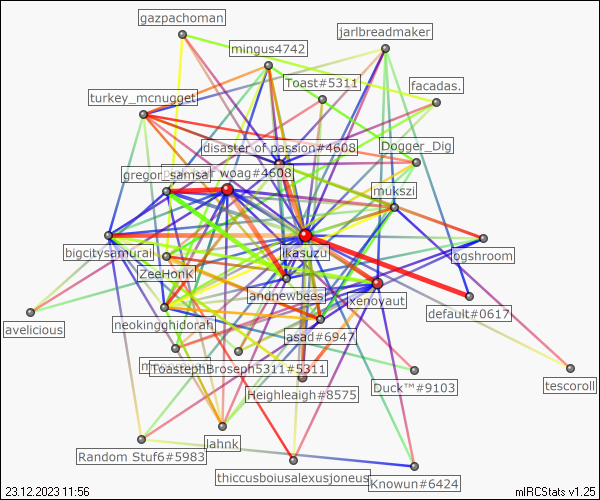 gazpachoman
jarlbreadmaker
mingus4742
Toast#5311
facadas.
turkey_mcnugget
disaster of passion#4608
Dogger_Dig
gregor_samsa!
woag#4608
mukszi
bigcitysamurai
ikasuzu
ogshroom
ZeeHonK
andnewbees
xenoyaut
default#0617
avelicious
neokingghidorah
asad#6947
ToastephBroseph5311#5311
Duck™#9103
tescoroll
Heighleaigh#8575
jahnk
Random Stuf6#5983
thiccusboiusalexusjoneus
Knowun#6424
23.12.2023 11:56
mIRCStats v1.25